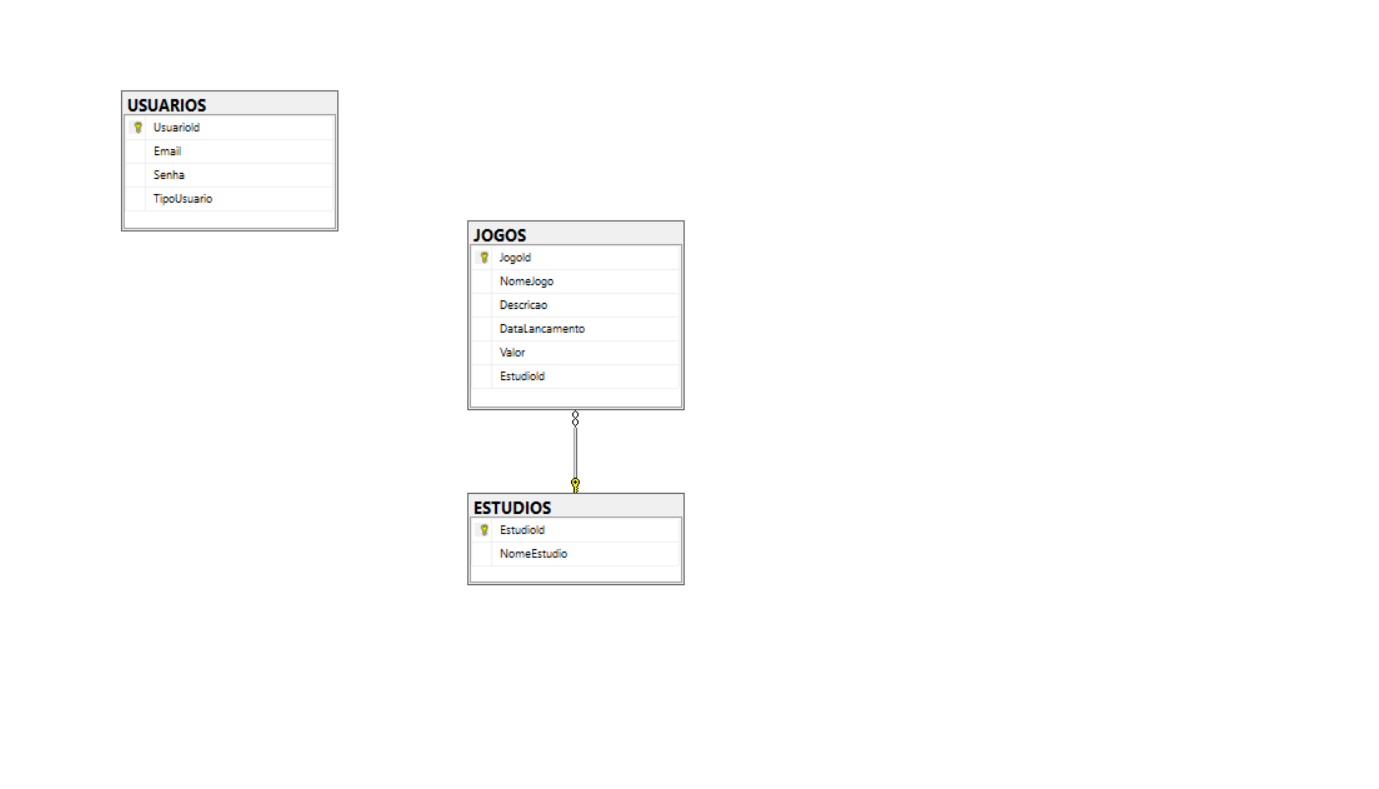 USUARIOS
UsuarioId
Email
Senha
TipoUsuario
JOGOS
JogoId
NomeJogo
Descricao
DataLancamento
Valor
EstudioId
ESTUDIOS
EstudioId
NomeEstudio